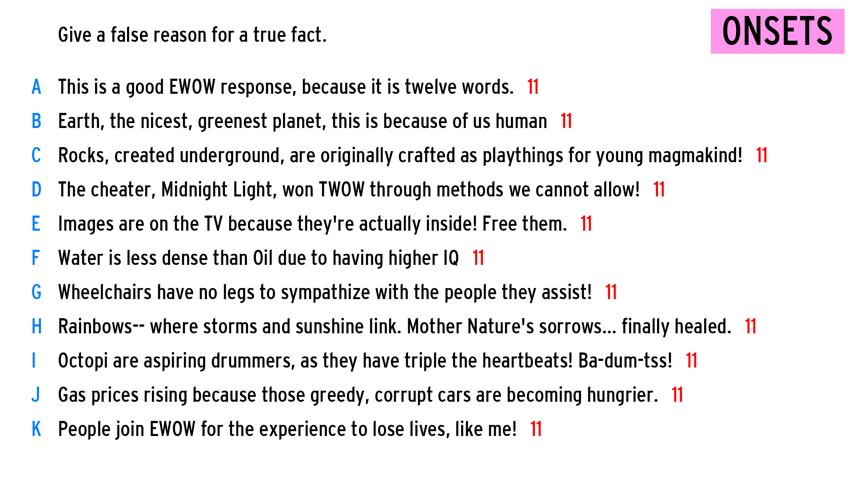 Give a false reason for a true fact.
ONSETS
A This is a good EWOW response, because it is twelve words. 11
B Earth, the nicest, greenest planet, this is because of us human 11
C Rocks, created underground, are originally crafted as playthings for young magmakind! 11
D The cheater, Midnight Light, won TWOW through methods we cannot allow! 11
E Images are on the TV because they're actually inside! Free them. 11
F Water is less dense than Oil due to having higher IQ 11
G Wheelchairs have no legs to sympathize with the people they assist! 11
H Rainbows-- where storms and sunshine link. Mother Nature's sorrows... finally healed. 11
I Octopi are aspiring drummers, as they have triple the heartbeats! Ba-dum-tss! 11
J Gas prices rising because those greedy, corrupt cars are becoming hungrier. 11
K People join EWOW for the experience to lose lives, like me! 11